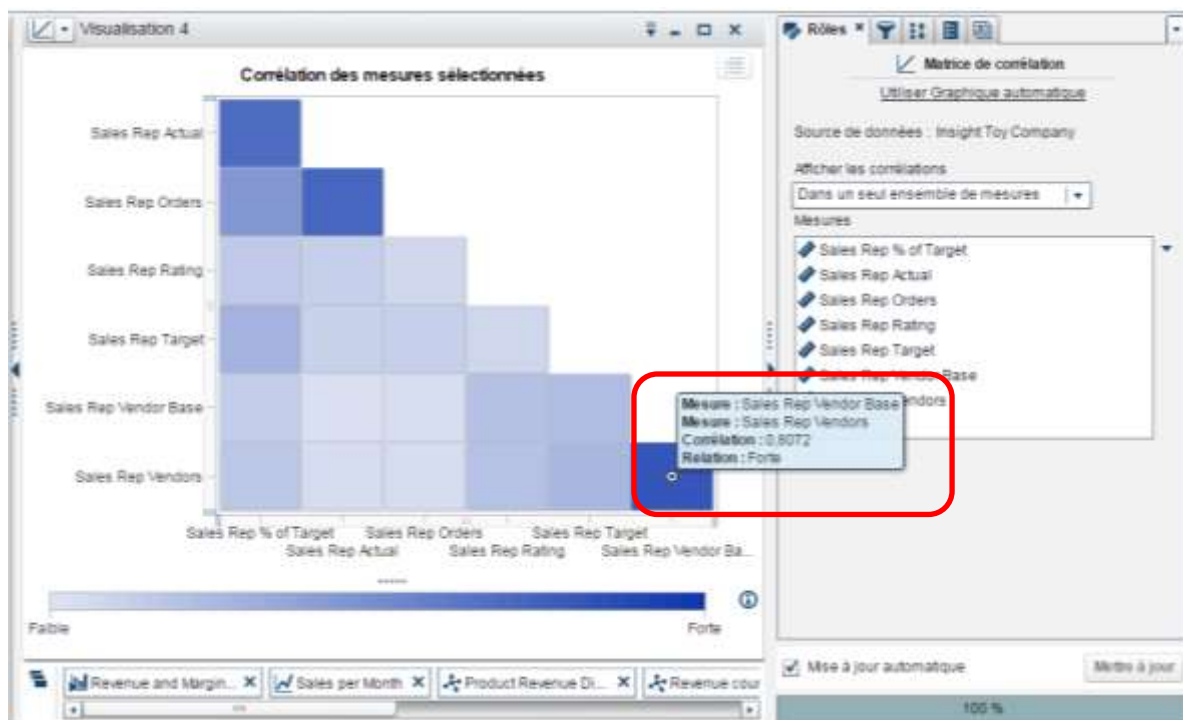 Visualisation 4
Corrélation des mesures sélectionnées
Sales Rep Actual
Sales Rep Orders
Sales Rep Rating
Sales Rep Target
Sales Rep Vendor Base
Sales Rep Vendors
Sales Rep % of Target
Sales Rep Orders
Sales Rep Target
Sales Rep Actual
Sales Rep Rating
Sales Rep Vendor Ba...
Faible
Forte
Mesure : Sales Rep Vendor Base
Mesure : Sales Rep Vendors
Corrélation : 0.8072
Relation : Forte
Revenue and Margin...
Sales per Month
Product Revenue Di...
Revenue cour
Rôles
Matrice de corrélation
Utiliser Graphique automatique
Source de données : Insight Toy Company
Afficher les corrélations
Dans un seul ensemble de mesures
Mesures
Sales Rep % of Target
Sales Rep Actual
Sales Rep Orders
Sales Rep Rating
Sales Rep Target
Sales Rep Vendor Base
endors
Mise à jour automatique
Mettre à jour
100 %